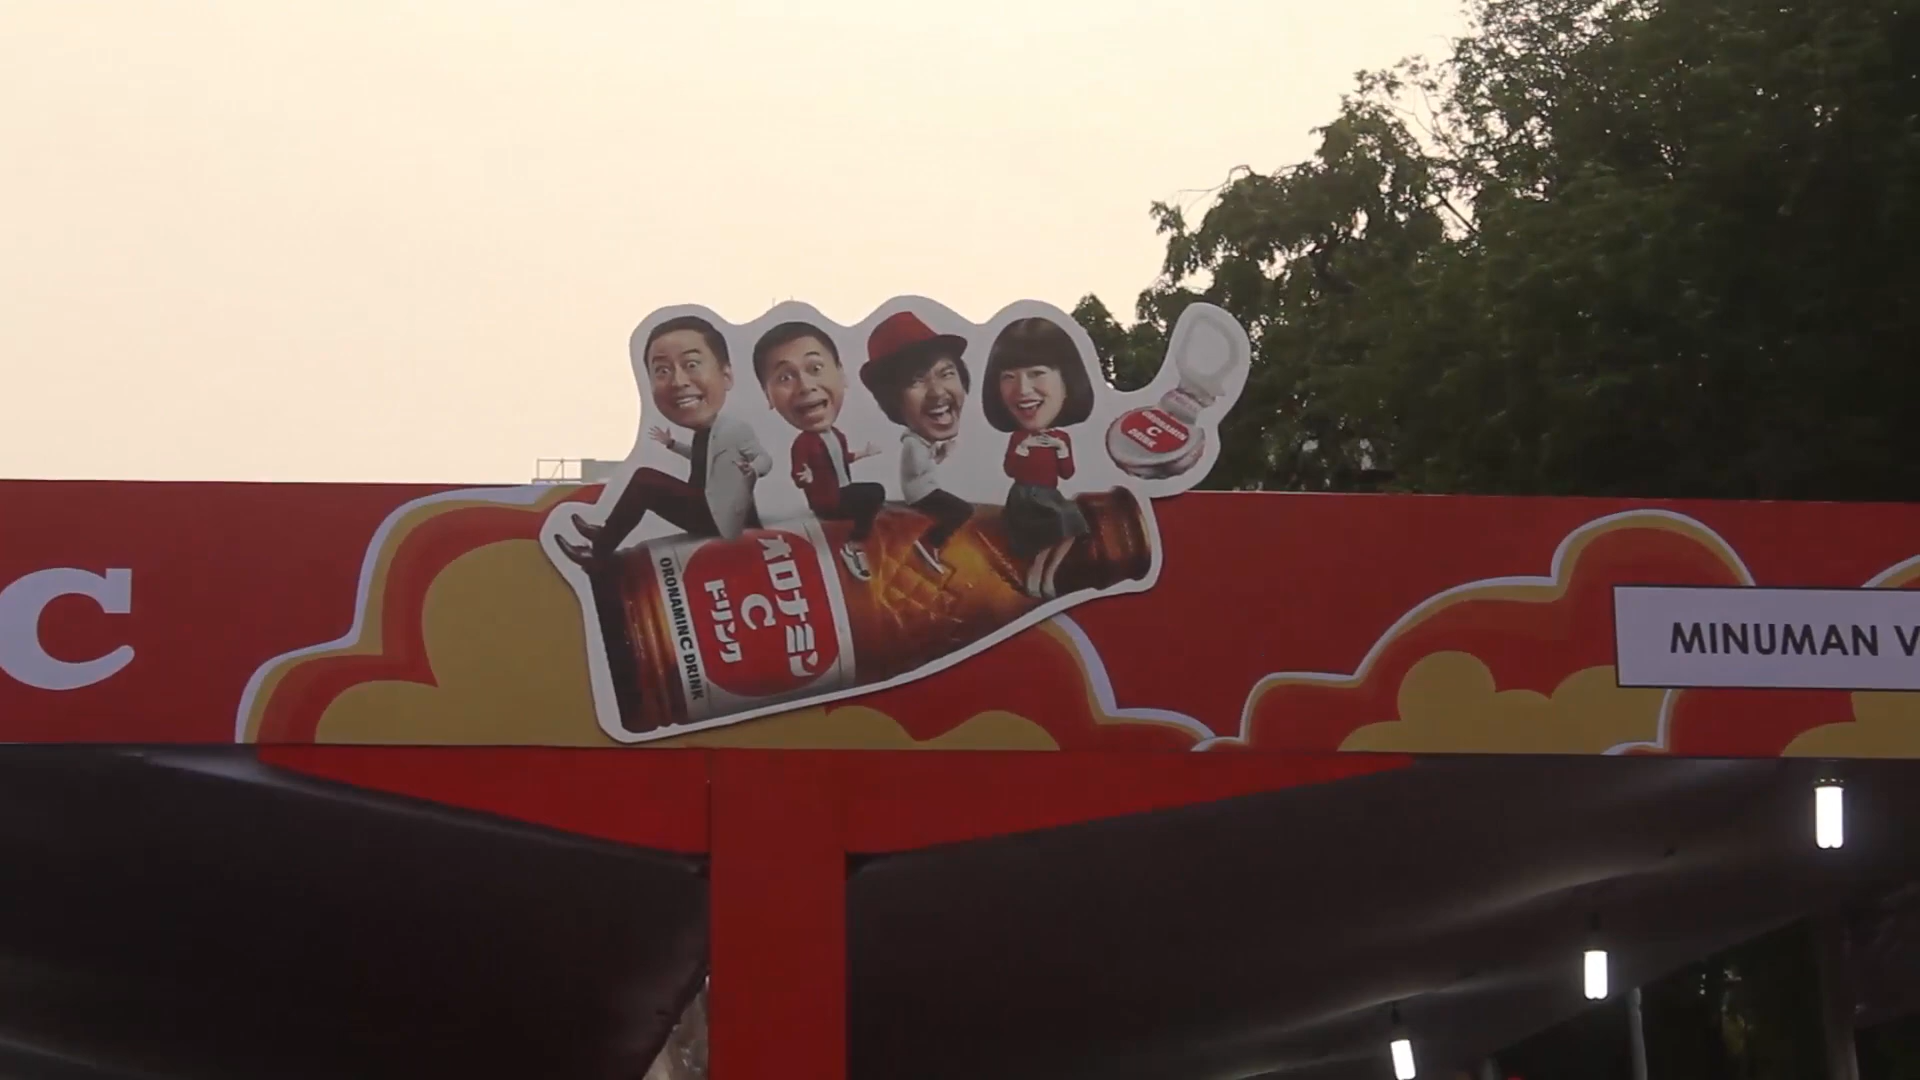 C
ORONAMIN
C
DRINK
オロナミン
C
ドリンク
ORONAMIN C DRINK
MINUMAN V